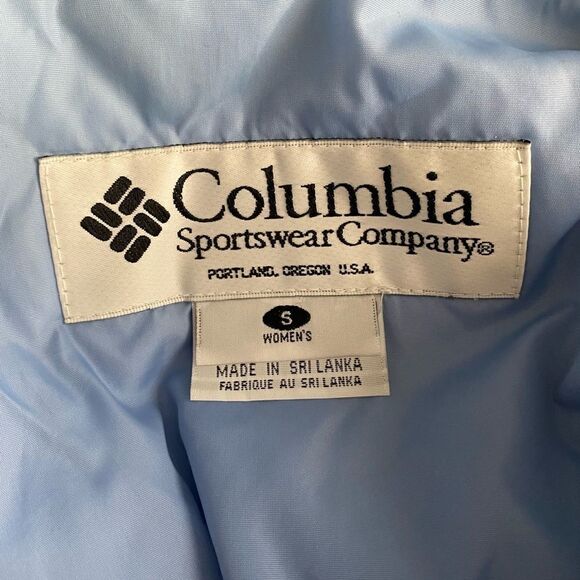 Columbia
Sportswear Company®
PORTLAND, OREGON U.S.A.
S
WOMEN'S
MADE IN SRI LANKA
FABRIQUE AU SRI LANKA